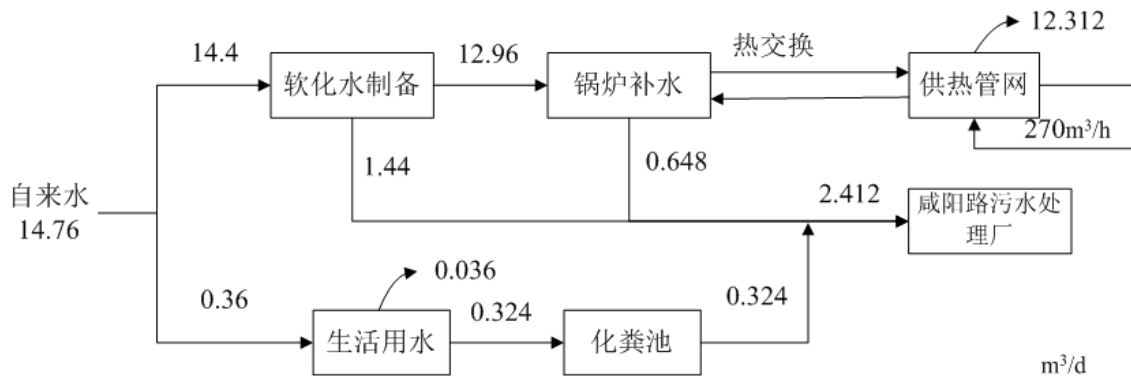 12.312
14.4
12.96
热交换
软化水制备
锅炉补水
供热管网
270m³/h
1.44
0.648
自来水
14.76
2.412
咸阳路污水处
理厂
0.036
0.36
0.324
0.324
生活用水
化粪池
m³/d